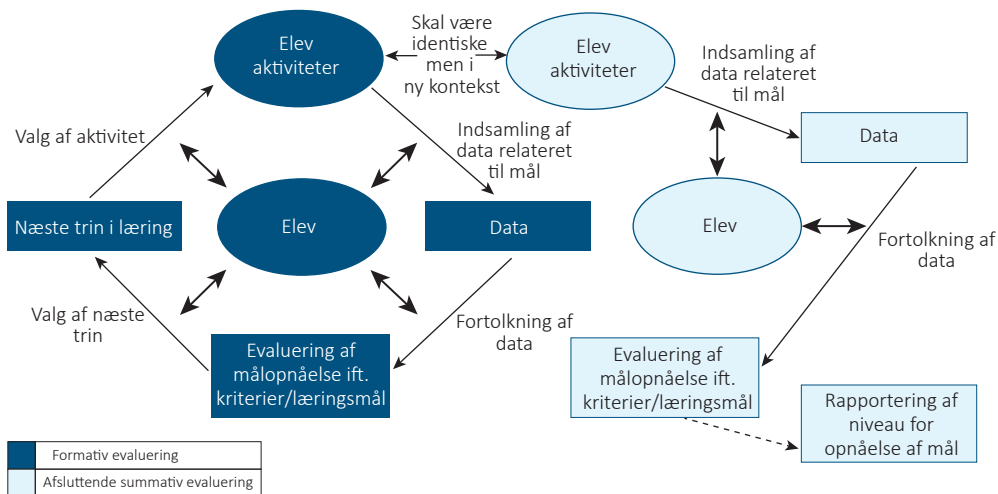 Elev
aktiviteter
Skal være
identiske
men i
ny kontekst
Elev
aktiviteter
Indsamling af
data relateret
til mål
Valg af aktivitet
Indsamling af
data relateret
til mål
Data
Næste trin i læring
Elev
Data
Elev
Fortolkning af
data
Valg af næste
trin
Fortolkning af
data
Evaluering af
målopnåelse ift.
kriterier/læringsmål
Evaluering af
målopnåelse ift.
kriterier/læringsmål
Rapportering af
niveau for
opnåelse af mål
Formativ evaluering
Afsluttende summativ evaluering